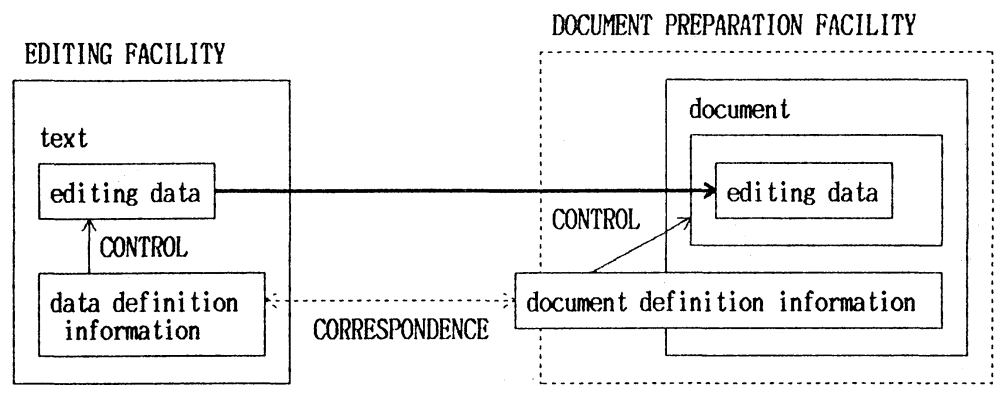 DOCUMENT PREPARATION FACILITY
EDITING FACILITY
document
text
editing data
editing data
CONTROL
CONTROL
data definition
information
document definition information
CORRESPONDENCE